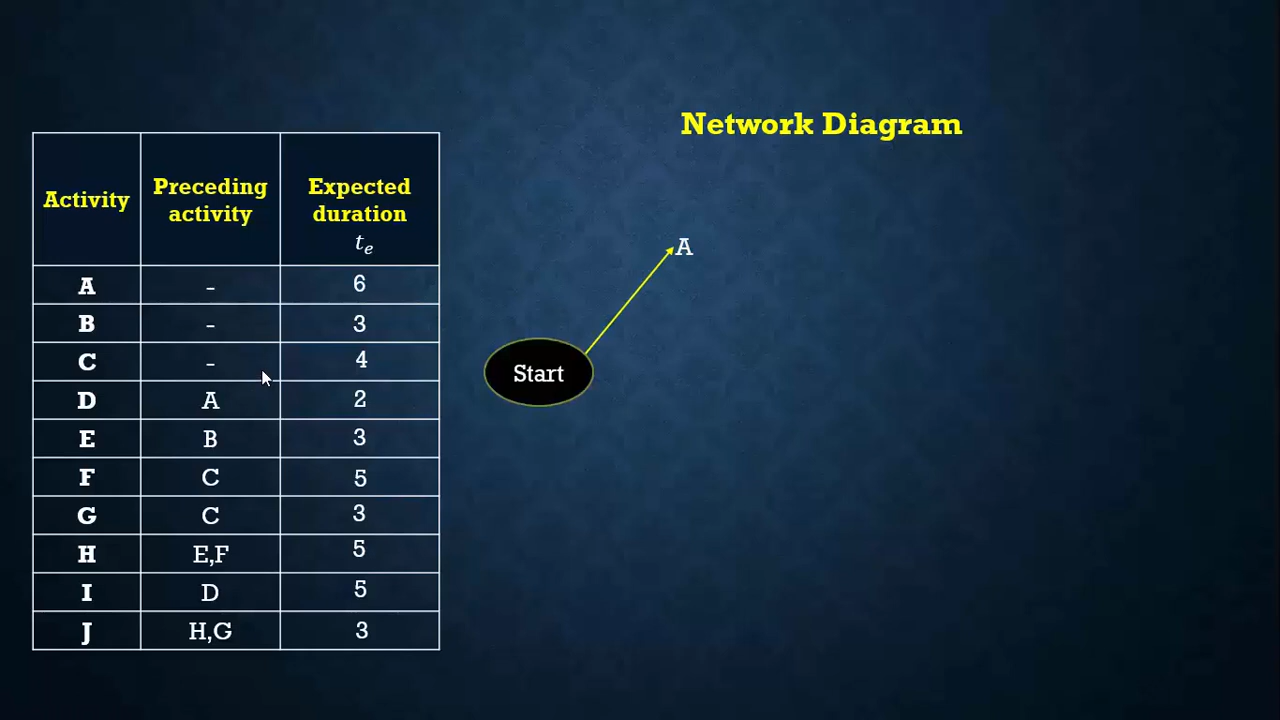 Network Diagram
Activity Preceding activity Expected duration t_e
A - 6
B - 3
C - 4
D A 2
E B 3
F C 5
G C 3
H E,F 5
I D 5
J H,G 3
A
Start